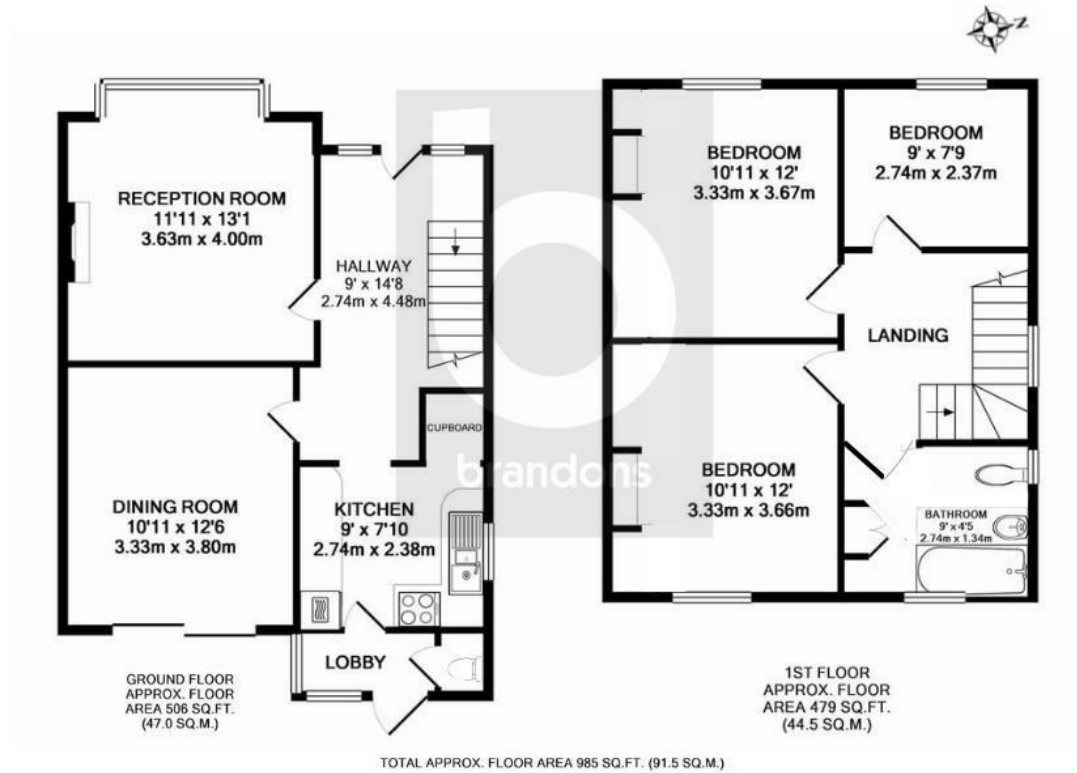 N
RECEPTION ROOM
11'11 x 13'1
3.63m x 4.00m
HALLWAY
9' x 14'8
2.74m x 4.48m
CUPBOARD
DINING ROOM
10'11 x 12'6
3.33m x 3.80m
KITCHEN
9' x 7'10
2.74m x 2.38m
LOBBY
GROUND FLOOR
APPROX. FLOOR
AREA 506 SQ.FT.
(47.0 SQ.M.)
b
brandons
BEDROOM
10'11 x 12'
3.33m x 3.67m
BEDROOM
9' x 7'9
2.74m x 2.37m
LANDING
BEDROOM
10'11 x 12'
3.33m x 3.66m
BATHROOM
9' x 4'5
2.74m x 1.34m
1ST FLOOR
APPROX. FLOOR
AREA 479 SQ.FT.
(44.5 SQ.M.)
TOTAL APPROX. FLOOR AREA 985 SQ.FT. (91.5 SQ.M.)